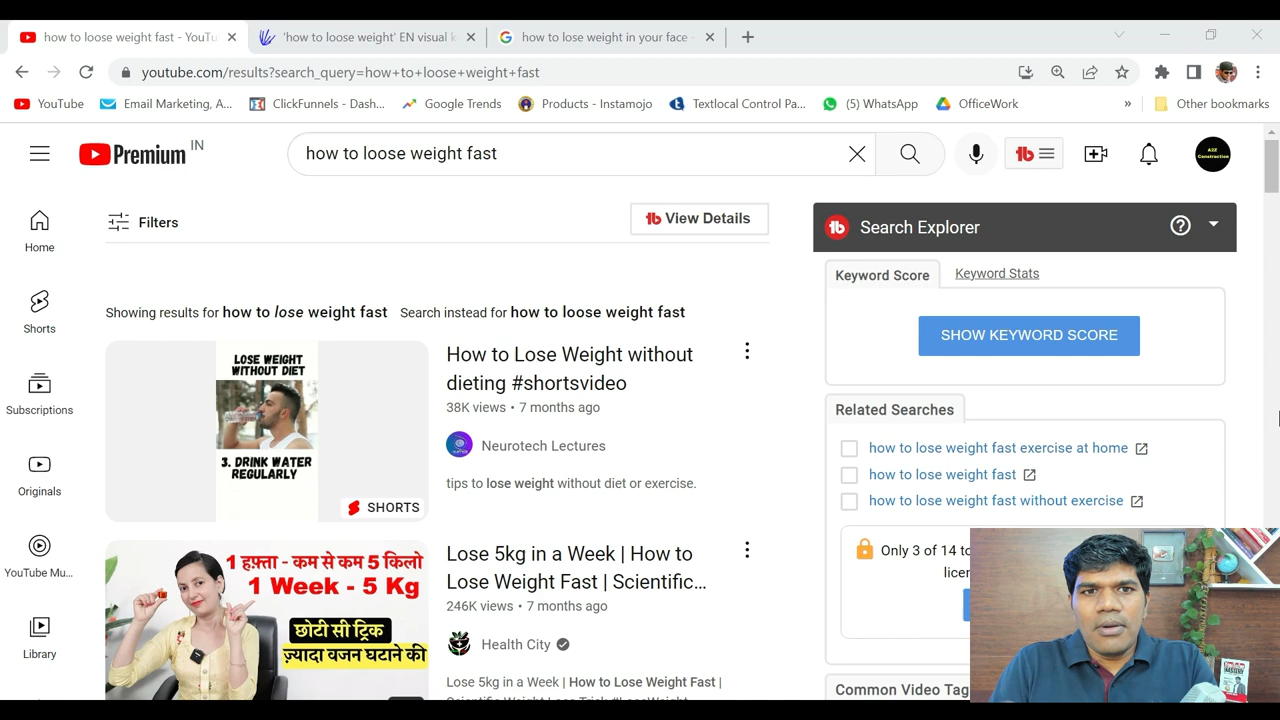 how to loose weight fast - YouTu
'how to loose weight' EN visual k
how to lose weight in your face -
youtube.com/results?search_query=how+to+loose+weight+fast
YouTube
Email Marketing, A...
ClickFunnels - Dash...
Google Trends
Products - Instamojo
Textlocal Control Pa...
(5) WhatsApp
OfficeWork
»
Other bookmarks
Premium IN
how to loose weight fast
tb
A2Z
Construction
Home
Shorts
Subscriptions
Originals
YouTube Mu...
Library
Filters
tb View Details
Showing results for how to lose weight fast Search instead for how to loose weight fast
LOSE WEIGHT
WITHOUT DIET
3. DRINK WATER
REGULARLY
SHORTS
How to Lose Weight without
dieting #shortsvideo
38K views • 7 months ago
Neurotech Lectures
tips to lose weight without diet or exercise.
1 हफ़्ता - कम से कम 5 किलो
1 Week - 5 Kg
छोटी सी ट्रिक
ज़्यादा वजन घटाने की
Lose 5kg in a Week | How to
Lose Weight Fast | Scientific...
246K views • 7 months ago
Health City
Lose 5kg in a Week | How to Lose Weight Fast |
tb Search Explorer
Keyword Score
Keyword Stats
SHOW KEYWORD SCORE
Related Searches
how to lose weight fast exercise at home
how to lose weight fast
how to lose weight fast without exercise
Only 3 of 14 to
licen
Common Video Tag